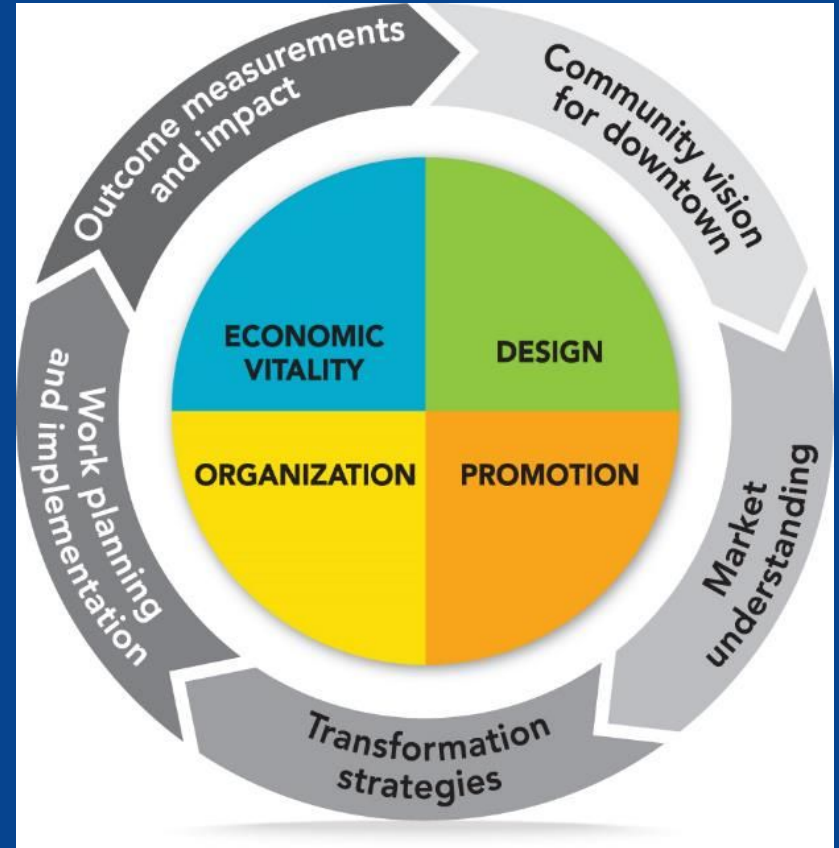 Outcome measurements
and impact
Community vision
for downtown
Market
understanding
Transformation
strategies
Work planning
and implementation
ECONOMIC
VITALITY
DESIGN
ORGANIZATION
PROMOTION